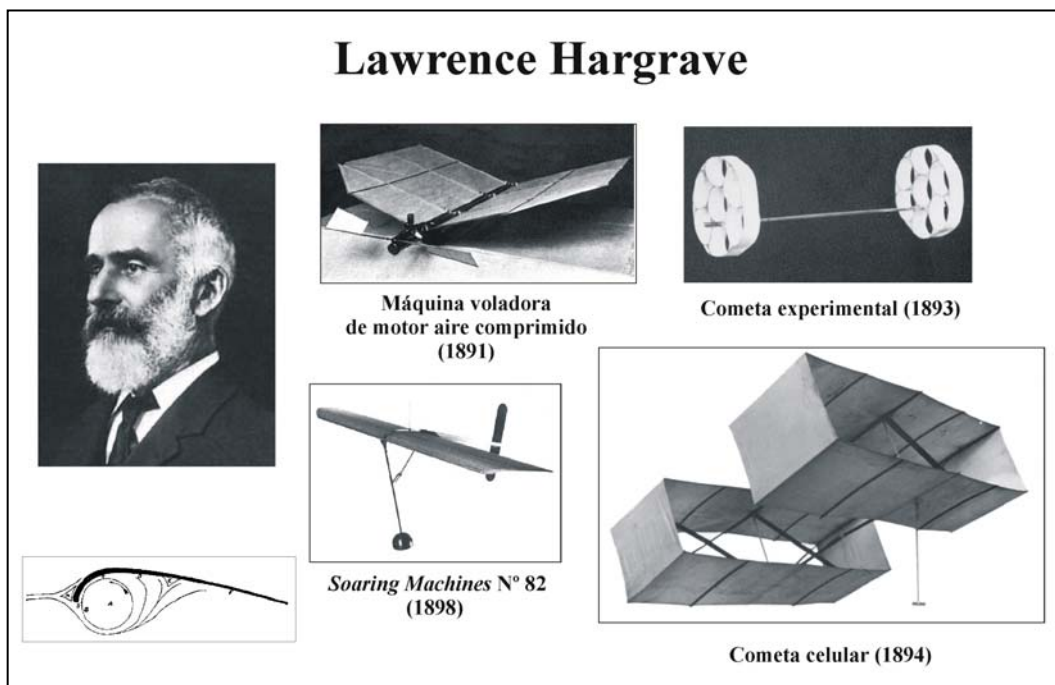 Lawrence Hargrave
Máquina voladora
de motor aire comprimido
(1891)
Cometa experimental (1893)
Soaring Machines Nº 82
(1898)
Cometa celular (1894)